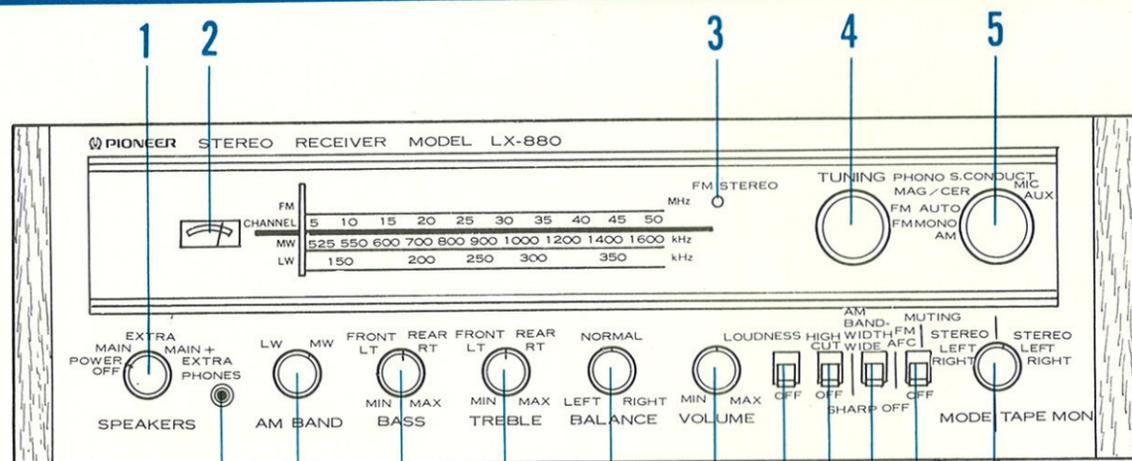 1 2 3 4 5
PIONEER STEREO RECEIVER MODEL LX-880
FM STEREO
TUNING
PHONO S.CONDUCT
MAG/CER
MIC
AUX
FM AUTO
FM MONO
AM
FM MHz
CHANNEL 5 10 15 20 25 30 35 40 45 50
MW 525 550 600 700 800 900 1000 1200 1400 1600 kHz
LW 150 200 250 300 350 kHz
EXTRA
MAIN
MAIN +
EXTRA
POWER
OFF
PHONES
SPEAKERS
LW MW
AM BAND
FRONT REAR
LT RT
MIN MAX
BASS
FRONT REAR
LT RT
MIN MAX
TREBLE
NORMAL
LEFT RIGHT
BALANCE
MIN MAX
VOLUME
LOUDNESS
OFF
HIGH
CUT
OFF
AM
BAND-
WIDTH
WIDE
SHARP
MUTING
FM
AFC
OFF
OFF
STEREO
LEFT
RIGHT
STEREO
LEFT
RIGHT
MODE TAPE MON